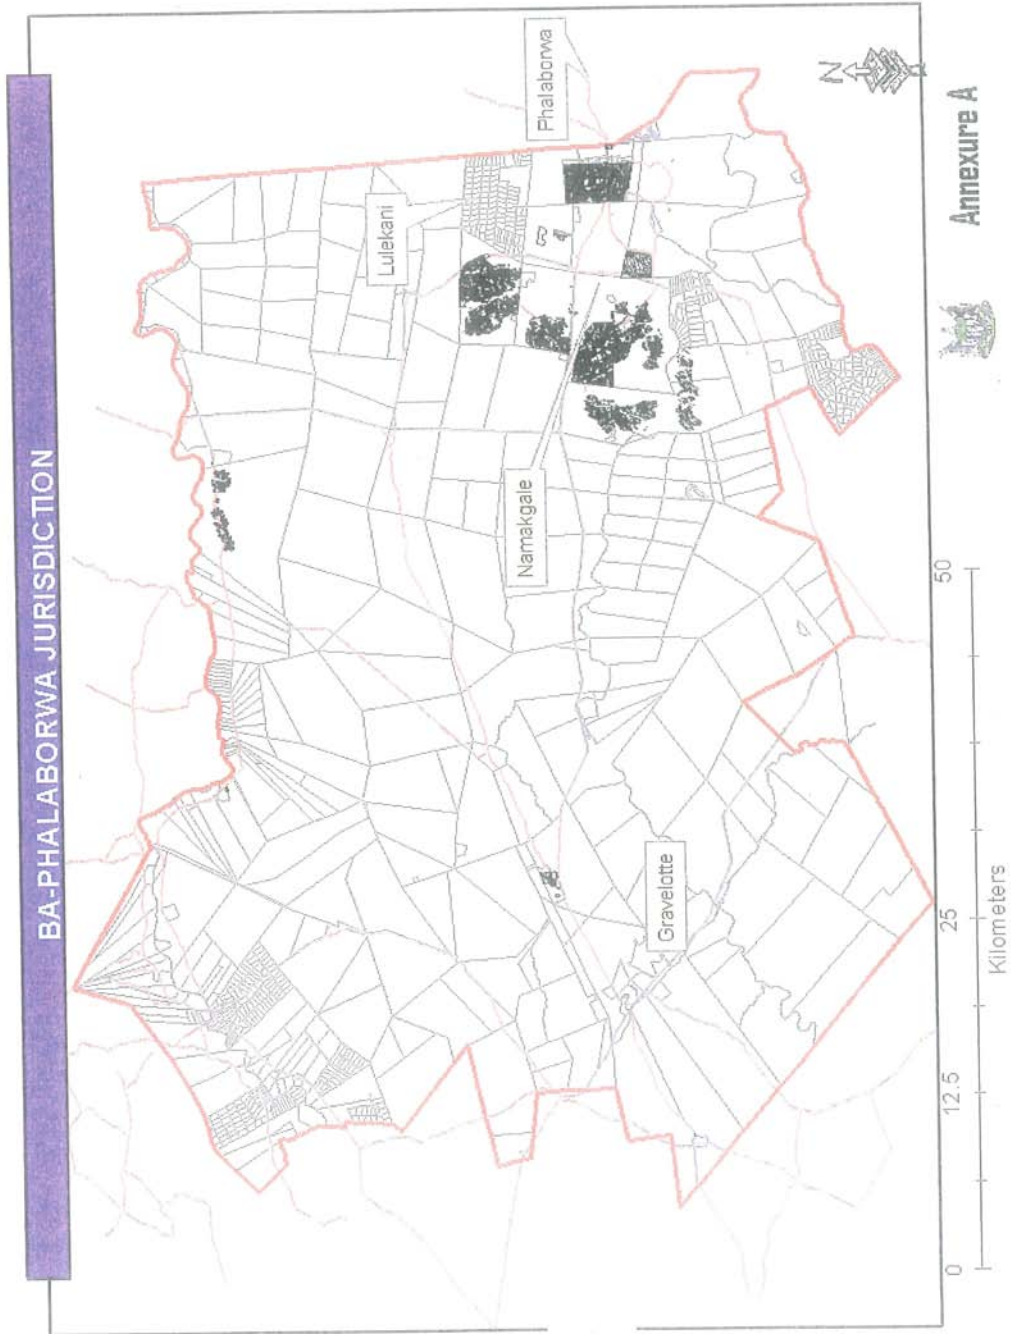 BA-PHALABORWA JURISDICTION
Phalaborwa
Lulekani
Namakgale
Gravelotte
N
0 12.5 25 50
Kilometers
Annexure A